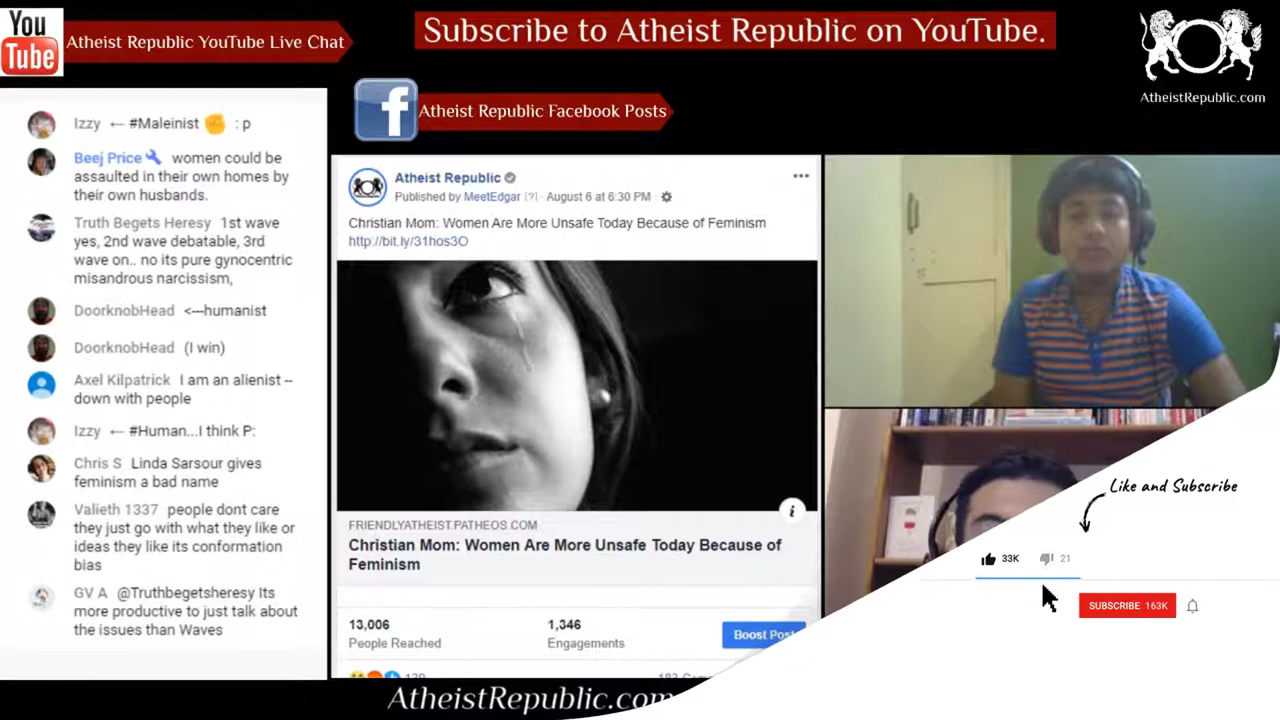 You
Tube
Atheist Republic YouTube Live Chat
Subscribe to Atheist Republic on YouTube.
AtheistRepublic.com
Atheist Republic Facebook Posts
Izzy ← #Maleinist ✊ : p
Beej Price women could be
assaulted in their own homes by
their own husbands.
Truth Begets Heresy 1st wave
yes, 2nd wave debatable, 3rd
wave on.. no its pure gynocentric
misandrous narcissism,
DoorknobHead <---humanist
DoorknobHead (I win)
Axel Kilpatrick I am an alienist --
down with people
Izzy ← #Human...I think P:
Chris S Linda Sarsour gives
feminism a bad name
Valieth 1337 people dont care
they just go with what they like or
ideas they like its conformation
bias
GV A @Truthbegetsheresy Its
more productive to just talk about
the issues than Waves
f
Atheist Republic
Published by MeetEdgar [?] · August 6 at 6:30 PM ·
Christian Mom: Women Are More Unsafe Today Because of Feminism
http://bit.ly/31hos3O
i
FRIENDLYATHEIST.PATHEOS.COM
Christian Mom: Women Are More Unsafe Today Because of
Feminism
13,006
People Reached
1,346
Engagements
Boost Post
Like and Subscribe
33K
21
SUBSCRIBE 163K
AtheistRepublic.com